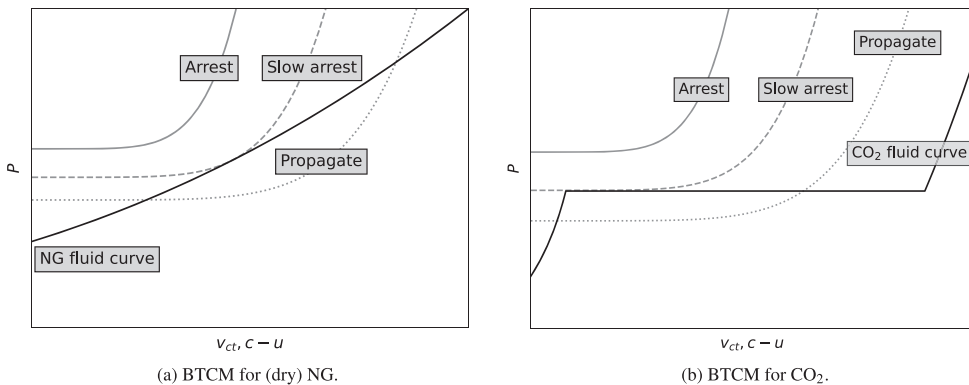 Arrest
Slow arrest
Propagate
NG fluid curve
P
v_ct, c − u
(a) BTCM for (dry) NG.
Propagate
Arrest
Slow arrest
CO₂ fluid curve
P
v_ct, c − u
(b) BTCM for CO₂.